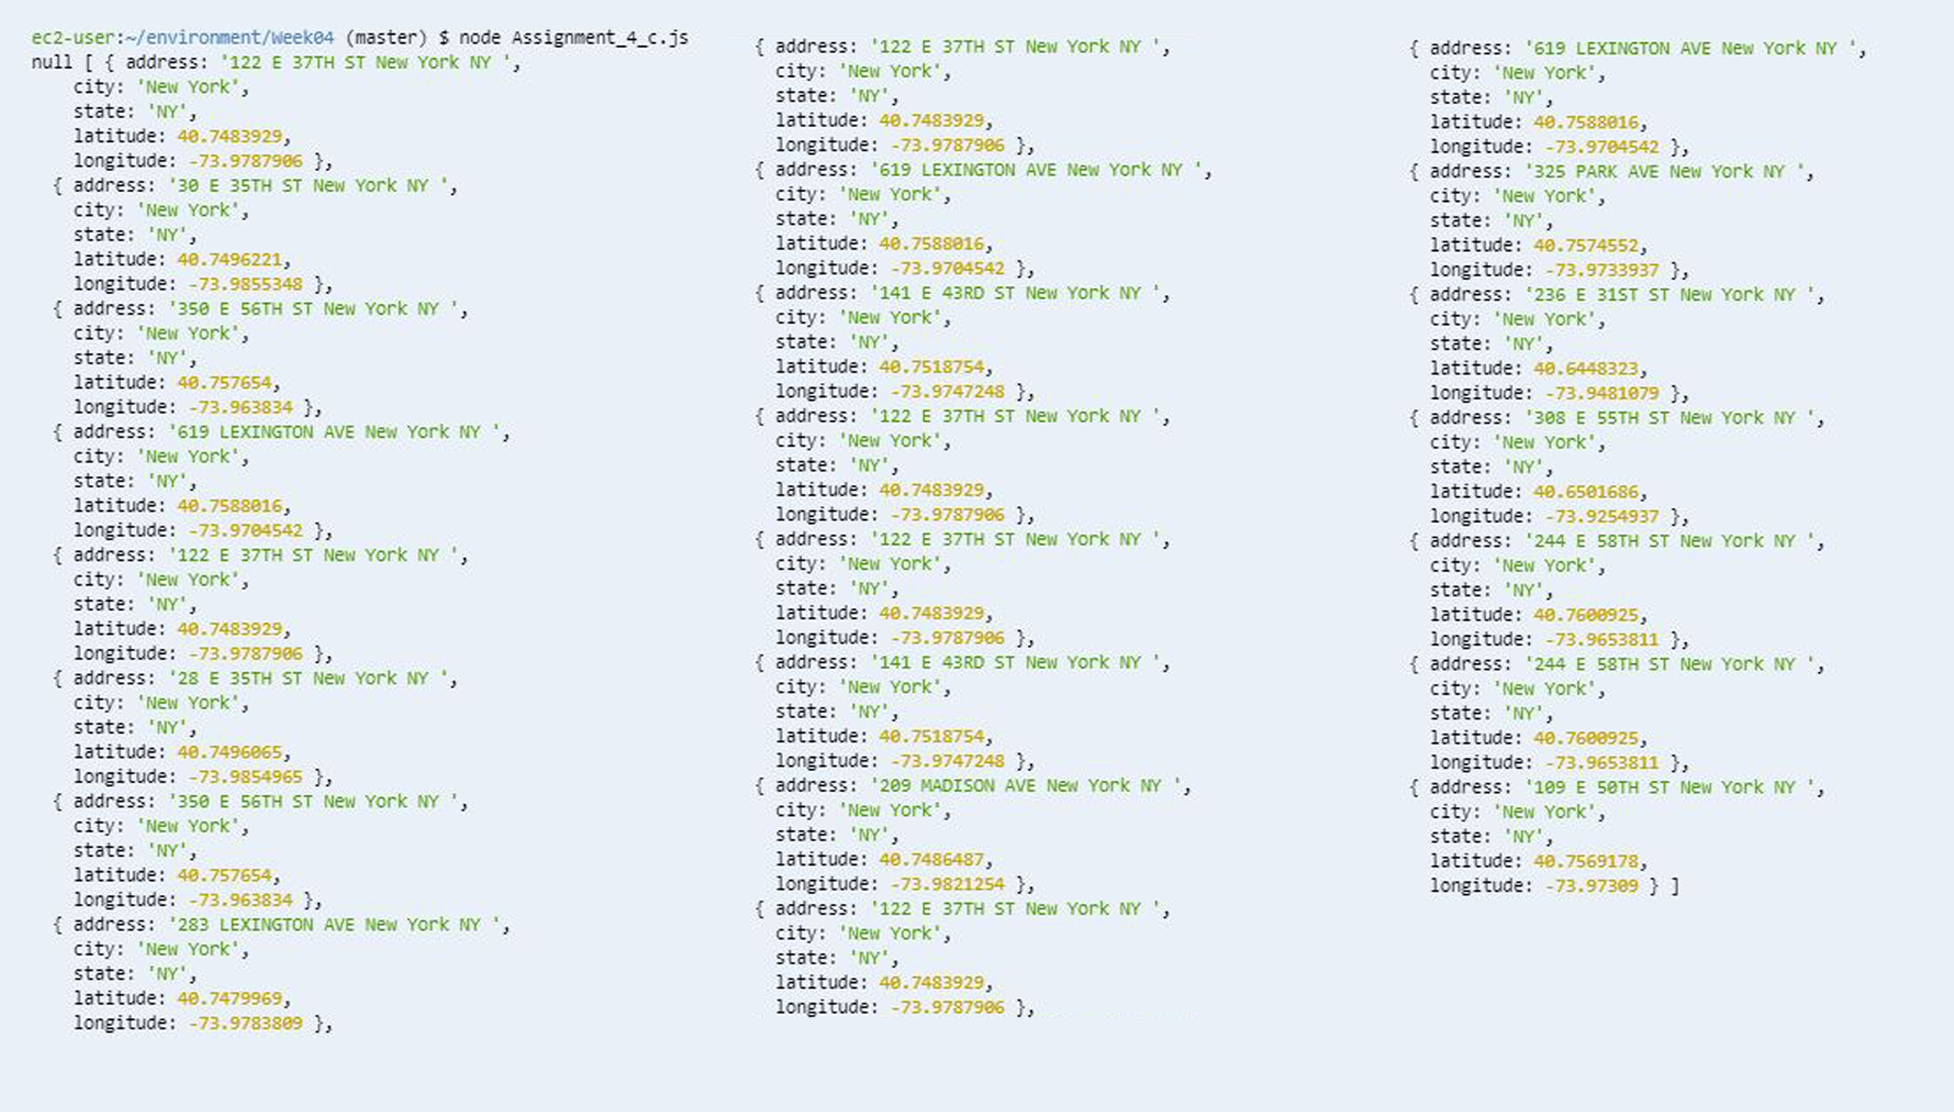 ec2-user:~/environment/Week04 (master) $ node Assignment_4_c.js
null [ { address: '122 E 37TH ST New York NY ',
city: 'New York',
state: 'NY',
latitude: 40.7483929,
longitude: -73.9787906 },
{ address: '30 E 35TH ST New York NY ',
city: 'New York',
state: 'NY',
latitude: 40.7496221,
longitude: -73.9855348 },
{ address: '350 E 56TH ST New York NY ',
city: 'New York',
state: 'NY',
latitude: 40.757654,
longitude: -73.963834 },
{ address: '619 LEXINGTON AVE New York NY ',
city: 'New York',
state: 'NY',
latitude: 40.7588016,
longitude: -73.9704542 },
{ address: '122 E 37TH ST New York NY ',
city: 'New York',
state: 'NY',
latitude: 40.7483929,
longitude: -73.9787906 },
{ address: '28 E 35TH ST New York NY ',
city: 'New York',
state: 'NY',
latitude: 40.7496065,
longitude: -73.9854965 },
{ address: '350 E 56TH ST New York NY ',
city: 'New York',
state: 'NY',
latitude: 40.757654,
longitude: -73.963834 },
{ address: '283 LEXINGTON AVE New York NY ',
city: 'New York',
state: 'NY',
latitude: 40.7479969,
longitude: -73.9783809 },
{ address: '122 E 37TH ST New York NY ',
city: 'New York',
state: 'NY',
latitude: 40.7483929,
longitude: -73.9787906 },
{ address: '619 LEXINGTON AVE New York NY ',
city: 'New York',
state: 'NY',
latitude: 40.7588016,
longitude: -73.9704542 },
{ address: '141 E 43RD ST New York NY ',
city: 'New York',
state: 'NY',
latitude: 40.7518754,
longitude: -73.9747248 },
{ address: '122 E 37TH ST New York NY ',
city: 'New York',
state: 'NY',
latitude: 40.7483929,
longitude: -73.9787906 },
{ address: '122 E 37TH ST New York NY ',
city: 'New York',
state: 'NY',
latitude: 40.7483929,
longitude: -73.9787906 },
{ address: '141 E 43RD ST New York NY ',
city: 'New York',
state: 'NY',
latitude: 40.7518754,
longitude: -73.9747248 },
{ address: '209 MADISON AVE New York NY ',
city: 'New York',
state: 'NY',
latitude: 40.7486487,
longitude: -73.9821254 },
{ address: '122 E 37TH ST New York NY ',
city: 'New York',
state: 'NY',
latitude: 40.7483929,
longitude: -73.9787906 },
{ address: '619 LEXINGTON AVE New York NY ',
city: 'New York',
state: 'NY',
latitude: 40.7588016,
longitude: -73.9704542 },
{ address: '325 PARK AVE New York NY ',
city: 'New York',
state: 'NY',
latitude: 40.7574552,
longitude: -73.9733937 },
{ address: '236 E 31ST ST New York NY ',
city: 'New York',
state: 'NY',
latitude: 40.6448323,
longitude: -73.9481079 },
{ address: '308 E 55TH ST New York NY ',
city: 'New York',
state: 'NY',
latitude: 40.6501686,
longitude: -73.9254937 },
{ address: '244 E 58TH ST New York NY ',
city: 'New York',
state: 'NY',
latitude: 40.7600925,
longitude: -73.9653811 },
{ address: '244 E 58TH ST New York NY ',
city: 'New York',
state: 'NY',
latitude: 40.7600925,
longitude: -73.9653811 },
{ address: '109 E 50TH ST New York NY ',
city: 'New York',
state: 'NY',
latitude: 40.7569178,
longitude: -73.97309 } ]